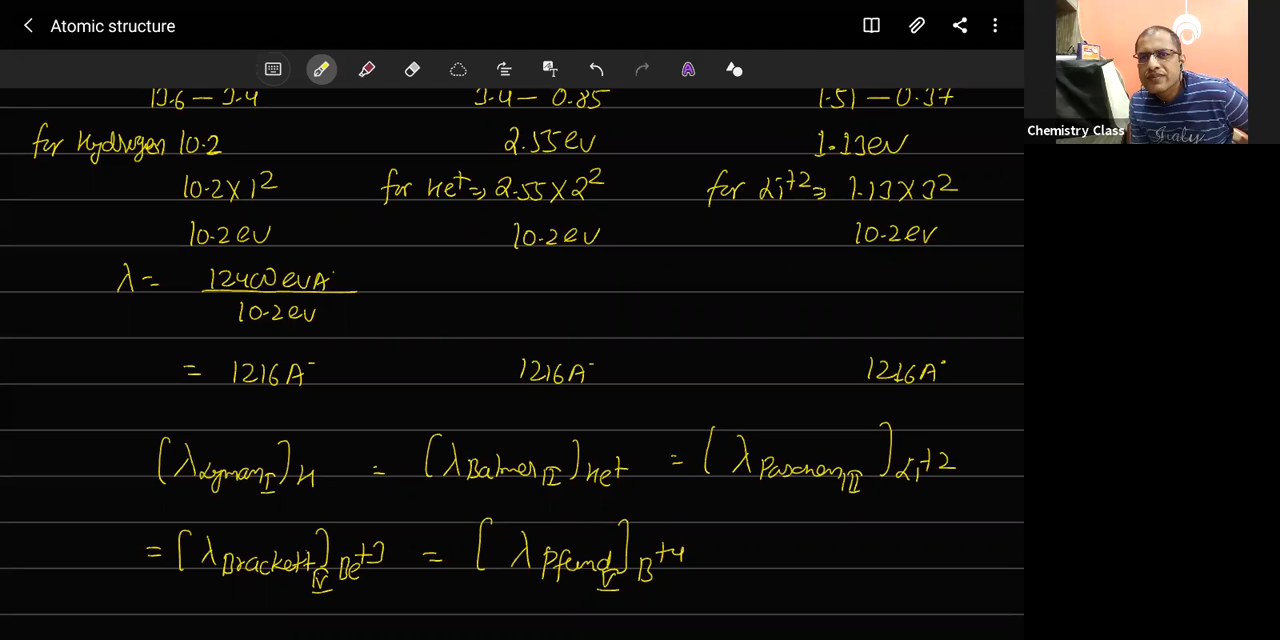 Atomic structure
Chemistry Class
13.6 – 3.4 3.4 – 0.85 1.51 – 0.37
for Hydrogen 10.2 2.55 ev 1.13 ev
10.2 X 1² for He+ => 2.55 X 2² for Li+2 => 1.13 X 3²
10.2 ev 10.2 ev 10.2 ev
λ = 12400 evA°
10.2 ev
= 1216 A° 1216 A° 1216 A°
[λ Lyman I] H = [λ Balmer II] He+ = [λ Paschen III] Li+2
= [λ Brackett IV] Be+3 = [λ Pfund V] B+4